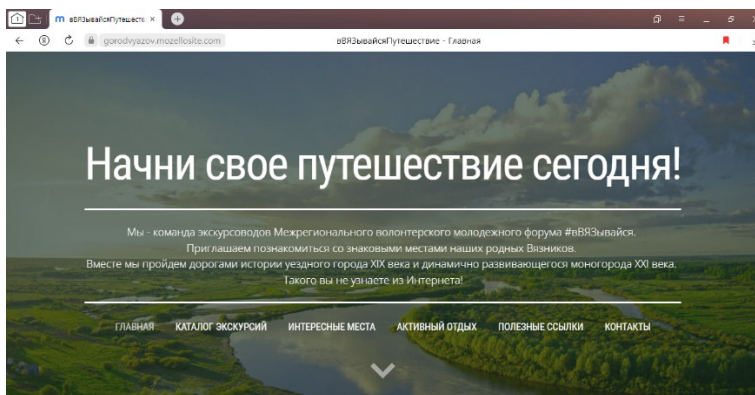 вВЯЗывайсяПутешеств
gorodvyazov.mozellosite.com
вВЯЗывайсяПутешествие - Главная
Начни свое путешествие сегодня!
Мы - команда экскурсоводов Межрегионального волонтерского молодежного форума #вВЯЗывайся.
Приглашаем познакомиться со знаковыми местами наших родных Вязников.
Вместе мы пройдем дорогами истории уездного города XIX века и динамично развивающегося моногорода XXI века.
Такого вы не узнаете из Интернета!
ГЛАВНАЯ КАТАЛОГ ЭКСКУРСИЙ ИНТЕРЕСНЫЕ МЕСТА АКТИВНЫЙ ОТДЫХ ПОЛЕЗНЫЕ ССЫЛКИ КОНТАКТЫ